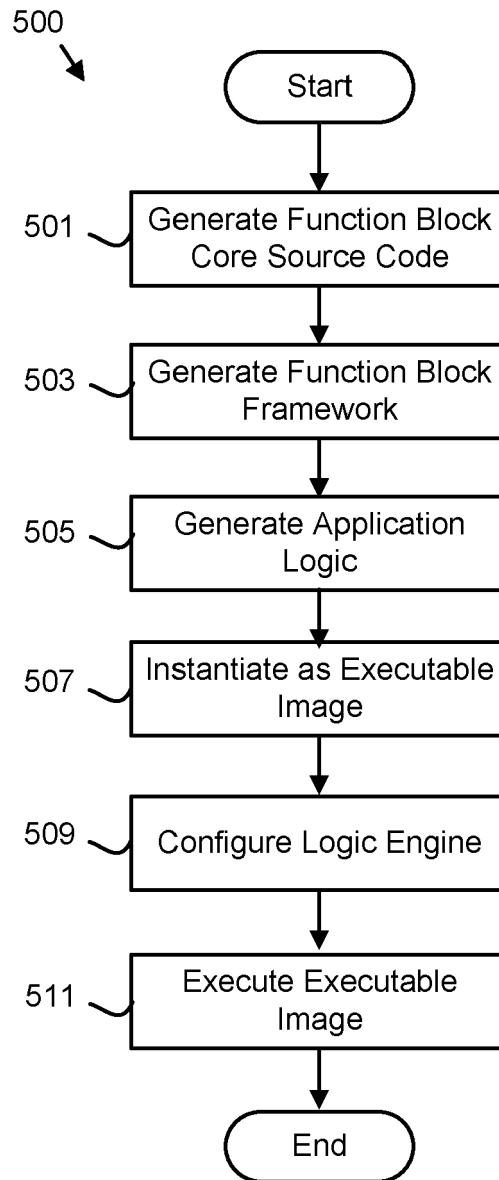 500
Start
501
Generate Function Block
Core Source Code
503
Generate Function Block
Framework
505
Generate Application
Logic
507
Instantiate as Executable
Image
509
Configure Logic Engine
511
Execute Executable
Image
End